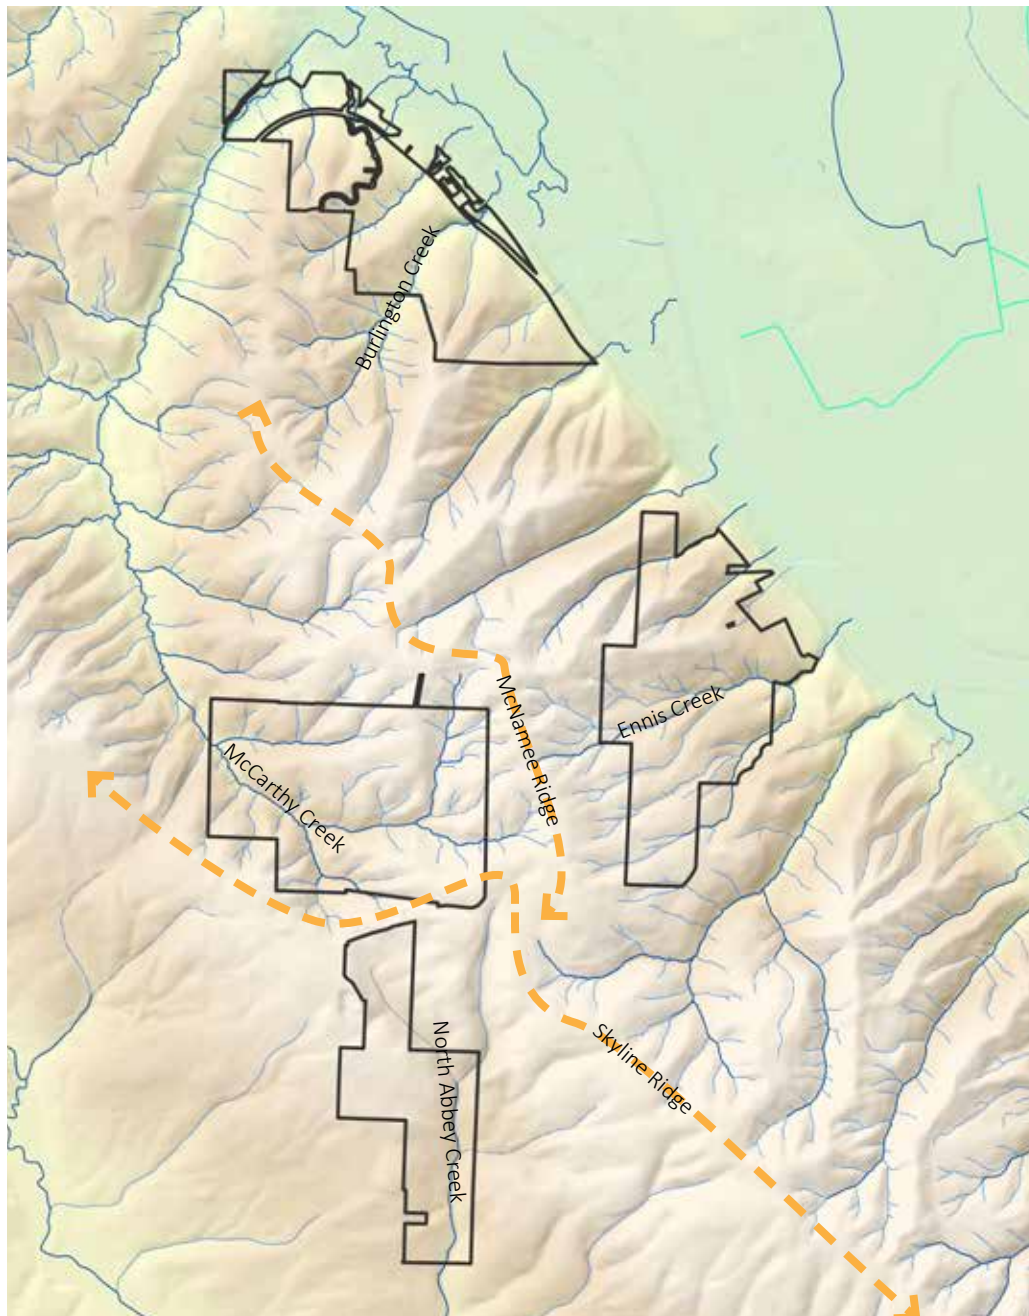 Burlington Creek
McNamee Ridge
Ennis Creek
McCarthy Creek
Skyline Ridge
North Abbey Creek